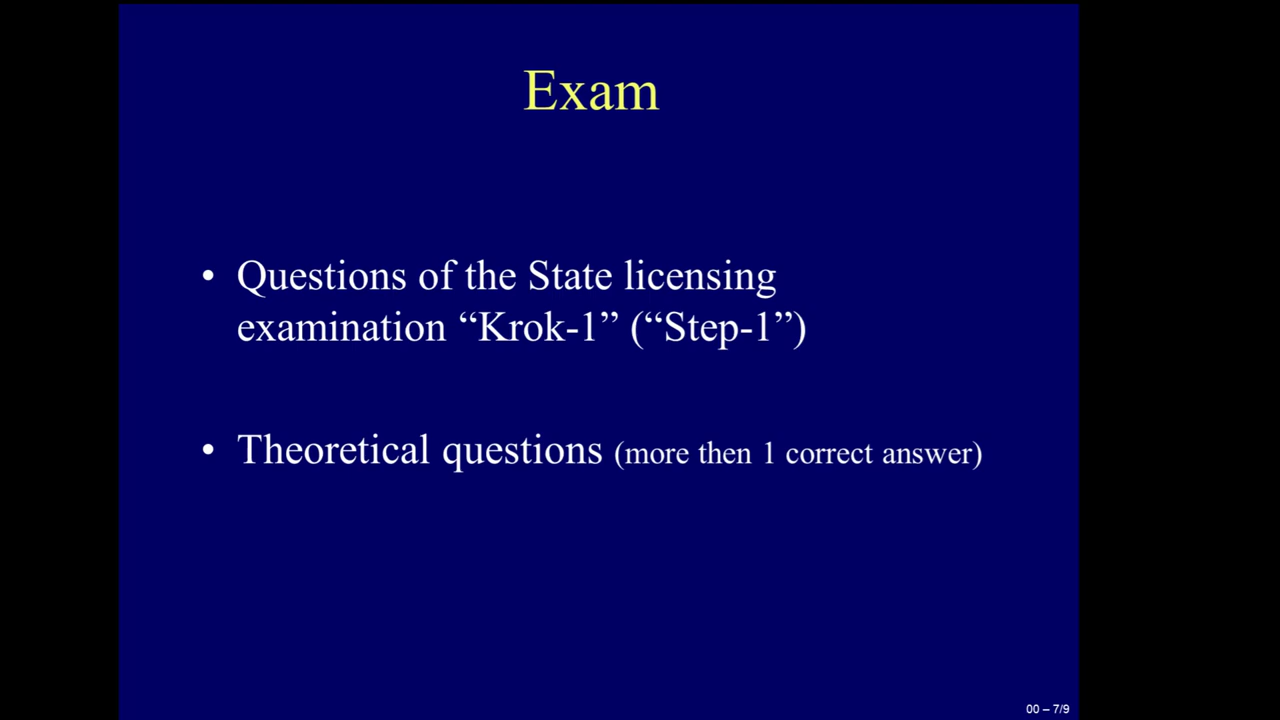 Exam
• Questions of the State licensing
examination “Krok-1” (“Step-1”)
• Theoretical questions (more then 1 correct answer)
00 – 7/9